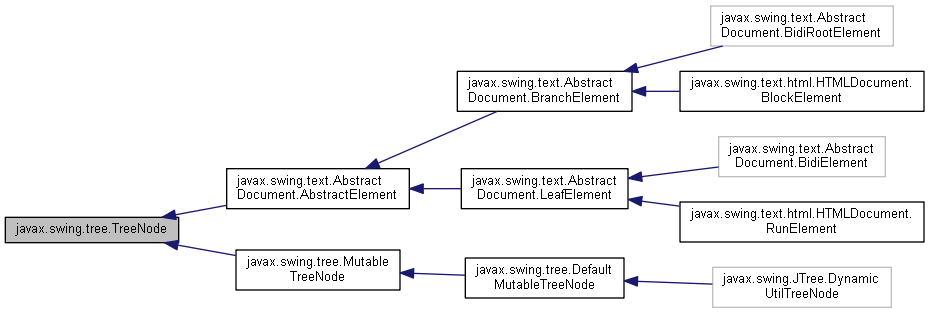 javax.swing.text.Abstract
Document.BidiRootElement
javax.swing.text.Abstract
Document.BranchElement
javax.swing.text.html.HTMLDocument.
BlockElement
javax.swing.text.Abstract
Document.BidiElement
javax.swing.text.Abstract
Document.AbstractElement
javax.swing.text.Abstract
Document.LeafElement
javax.swing.text.html.HTMLDocument.
RunElement
javax.swing.tree.TreeNode
javax.swing.tree.Mutable
TreeNode
javax.swing.tree.Default
MutableTreeNode
javax.swing.JTree.Dynamic
UtilTreeNode